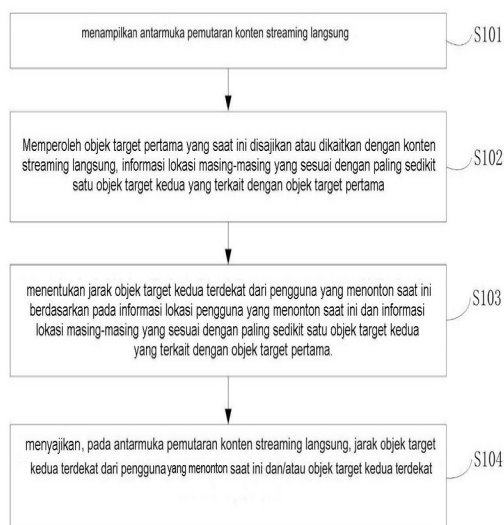 menampilkan antarmuka pemutaran konten streaming langsung
S101
Memperoleh objek target pertama yang saat ini disajikan atau dikaitkan dengan konten
streaming langsung, informasi lokasi masing-masing yang sesuai dengan paling sedikit
satu objek target kedua yang terkait dengan objek target pertama
S102
menentukan jarak objek target kedua terdekat dari pengguna yang menonton saat ini
berdasarkan pada informasi lokasi pengguna yang menonton saat ini dan informasi
lokasi masing-masing yang sesuai dengan paling sedikit satu objek target kedua
yang terkait dengan objek target pertama.
S103
menyajikan, pada antarmuka pemutaran konten streaming langsung, jarak objek target
kedua terdekat dari pengguna yang menonton saat ini dan/atau objek target kedua terdekat
S104